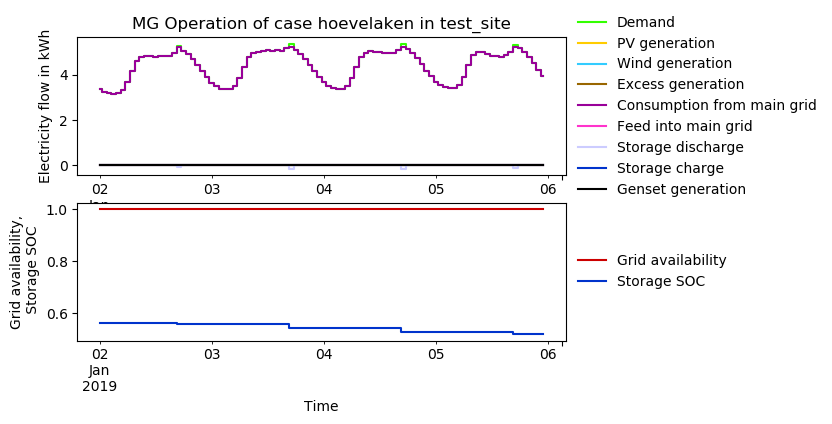 MG Operation of case hoevelaken in test_site
Electricity flow in kWh
4
2
0
02
03
04
05
06
Demand
PV generation
Wind generation
Excess generation
Consumption from main grid
Feed into main grid
Storage discharge
Storage charge
Genset generation
Grid availability,
Storage SOC
1.0
0.8
0.6
02
Jan
2019
03
04
05
06
Time
Grid availability
Storage SOC